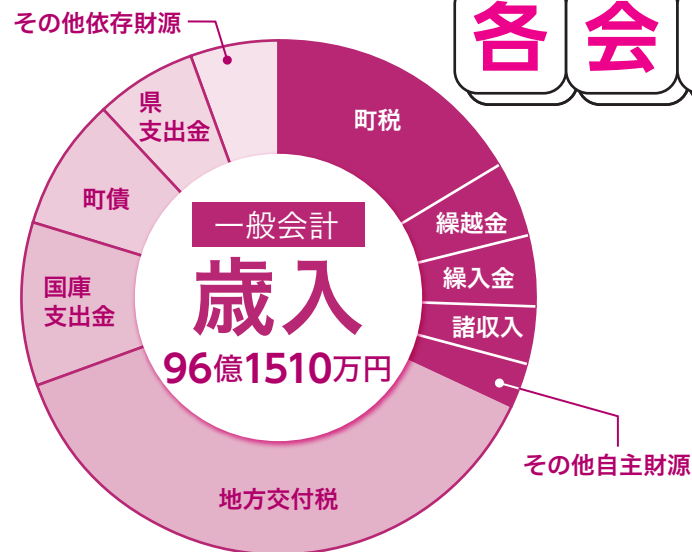 各会
その他依存財源
県
支出金
町債
国庫
支出金
地方交付税
町税
繰越金
繰入金
諸収入
その他自主財源
一般会計
歳入
96億1510万円